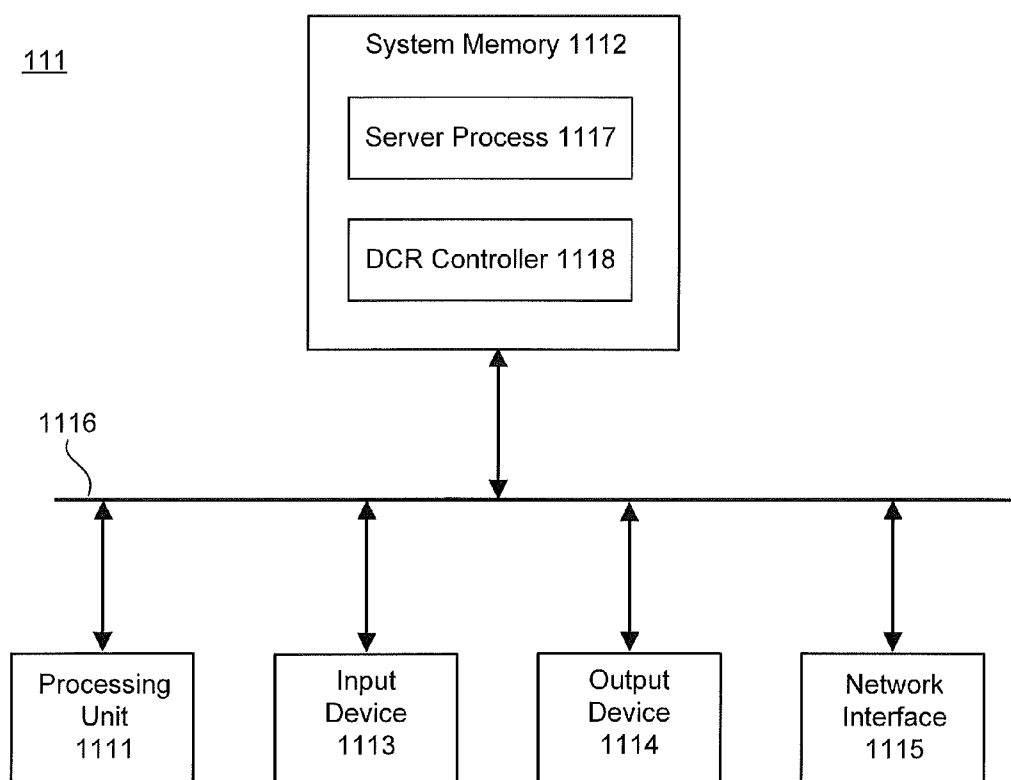 111
System Memory 1112
Server Process 1117
DCR Controller 1118
1116
Processing
Unit
1111
Input
Device
1113
Output
Device
1114
Network
Interface
1115